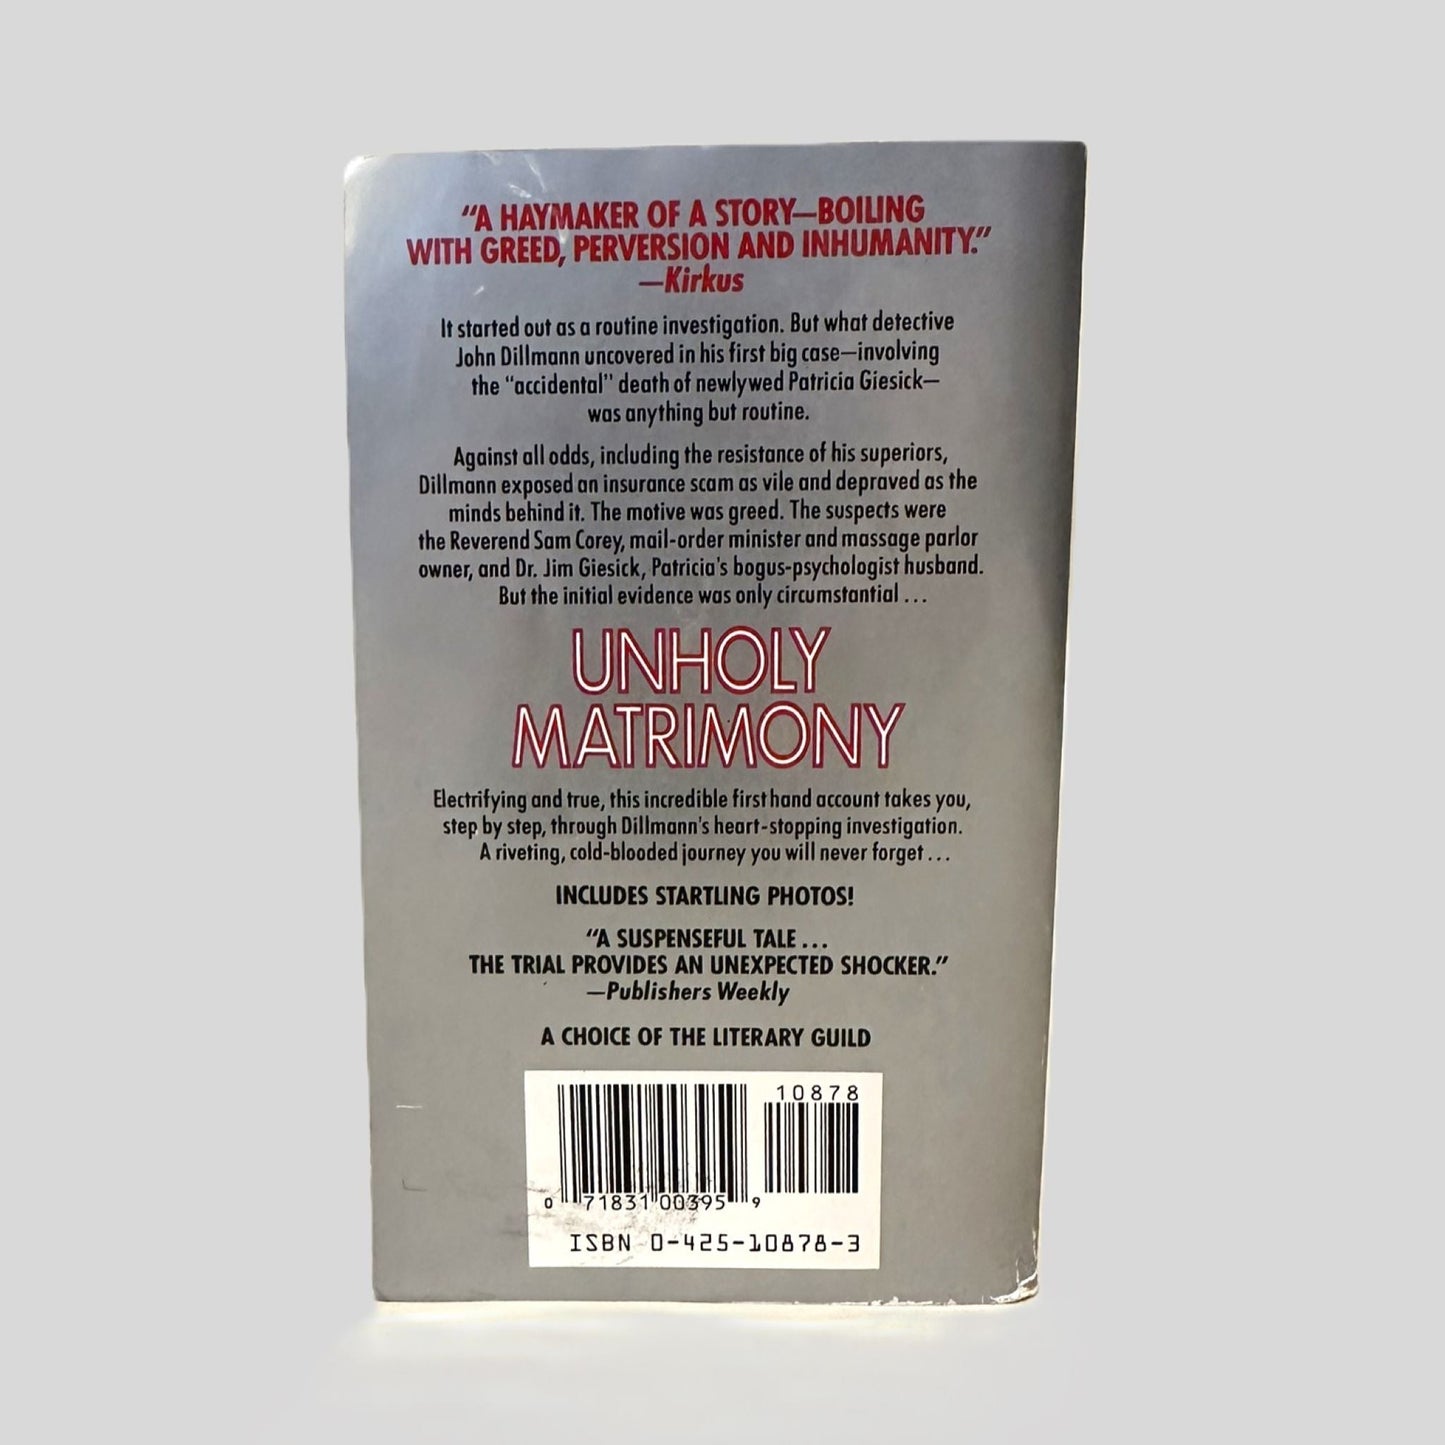 "A HAYMAKER OF A STORY—BOILING
WITH GREED, PERVERSION AND INHUMANITY."
—Kirkus
It started out as a routine investigation. But what detective
John Dillmann uncovered in his first big case—involving
the "accidental" death of newlywed Patricia Giesick—
was anything but routine.
Against all odds, including the resistance of his superiors,
Dillmann exposed an insurance scam as vile and depraved as the
minds behind it. The motive was greed. The suspects were
the Reverend Sam Corey, mail-order minister and massage parlor
owner, and Dr. Jim Giesick, Patricia's bogus-psychologist husband.
But the initial evidence was only circumstantial ...
UNHOLY
MATRIMONY
Electrifying and true, this incredible firsthand account takes you,
step by step, through Dillmann's heart-stopping investigation.
A riveting, cold-blooded journey you will never forget ...
INCLUDES STARTLING PHOTOS!
"A SUSPENSEFUL TALE ...
THE TRIAL PROVIDES AN UNEXPECTED SHOCKER."
—Publishers Weekly
A CHOICE OF THE LITERARY GUILD
10878
0 71831 00395 9
ISBN 0-425-10878-3